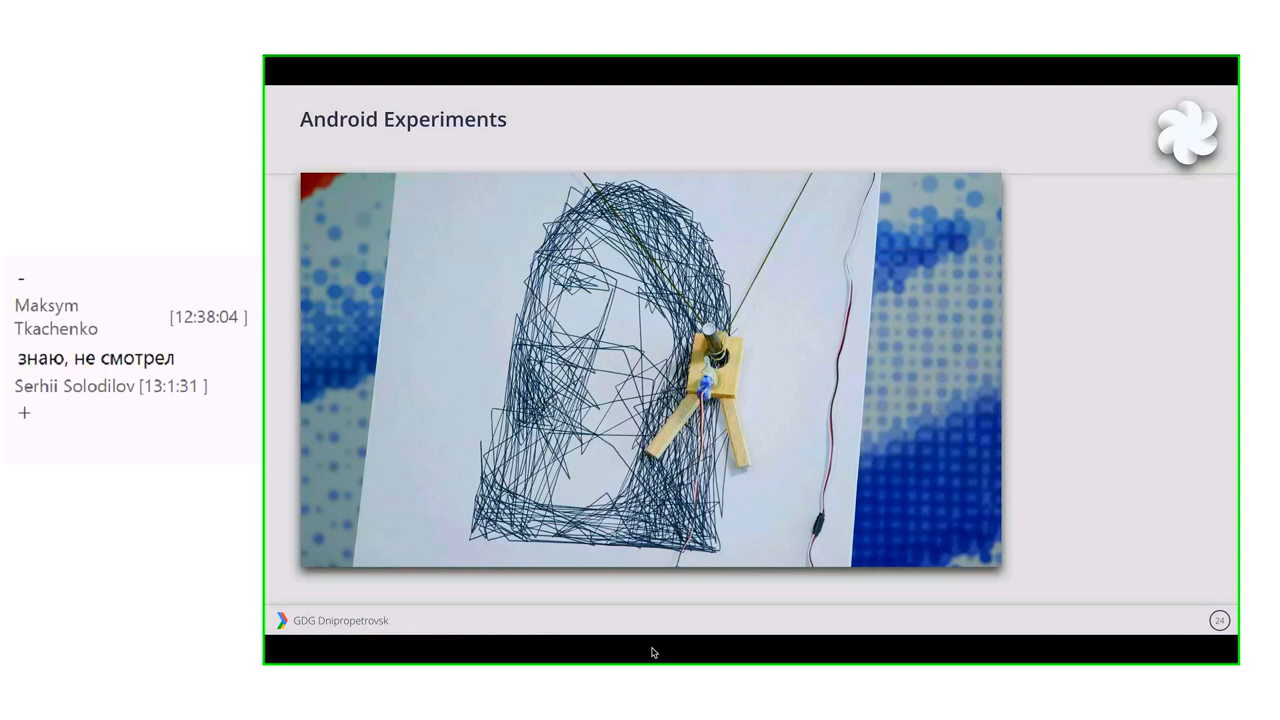 -
Maksym
Tkachenko [12:38:04 ]
знаю, не смотрел
Serhii Solodilov [13:1:31 ]
+
Android Experiments
GDG Dnipropetrovsk
24